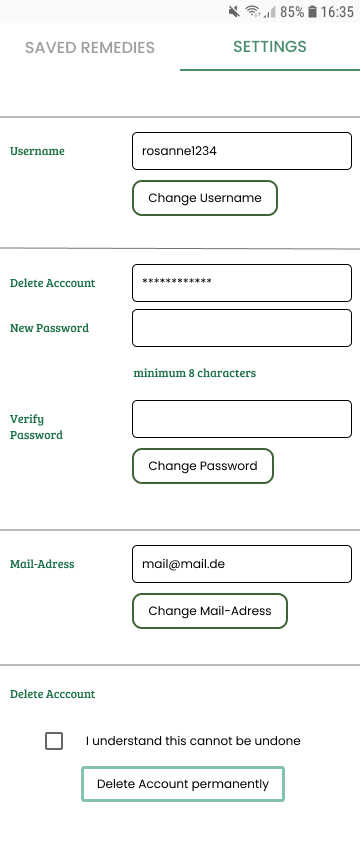 85% 16:35
SAVED REMEDIES SETTINGS
Username rosanne1234
Change Username
Delete Acccount ************
New Password
minimum 8 characters
Verify
Password
Change Password
Mail-Adress mail@mail.de
Change Mail-Adress
Delete Acccount
I understand this cannot be undone
Delete Account permanently